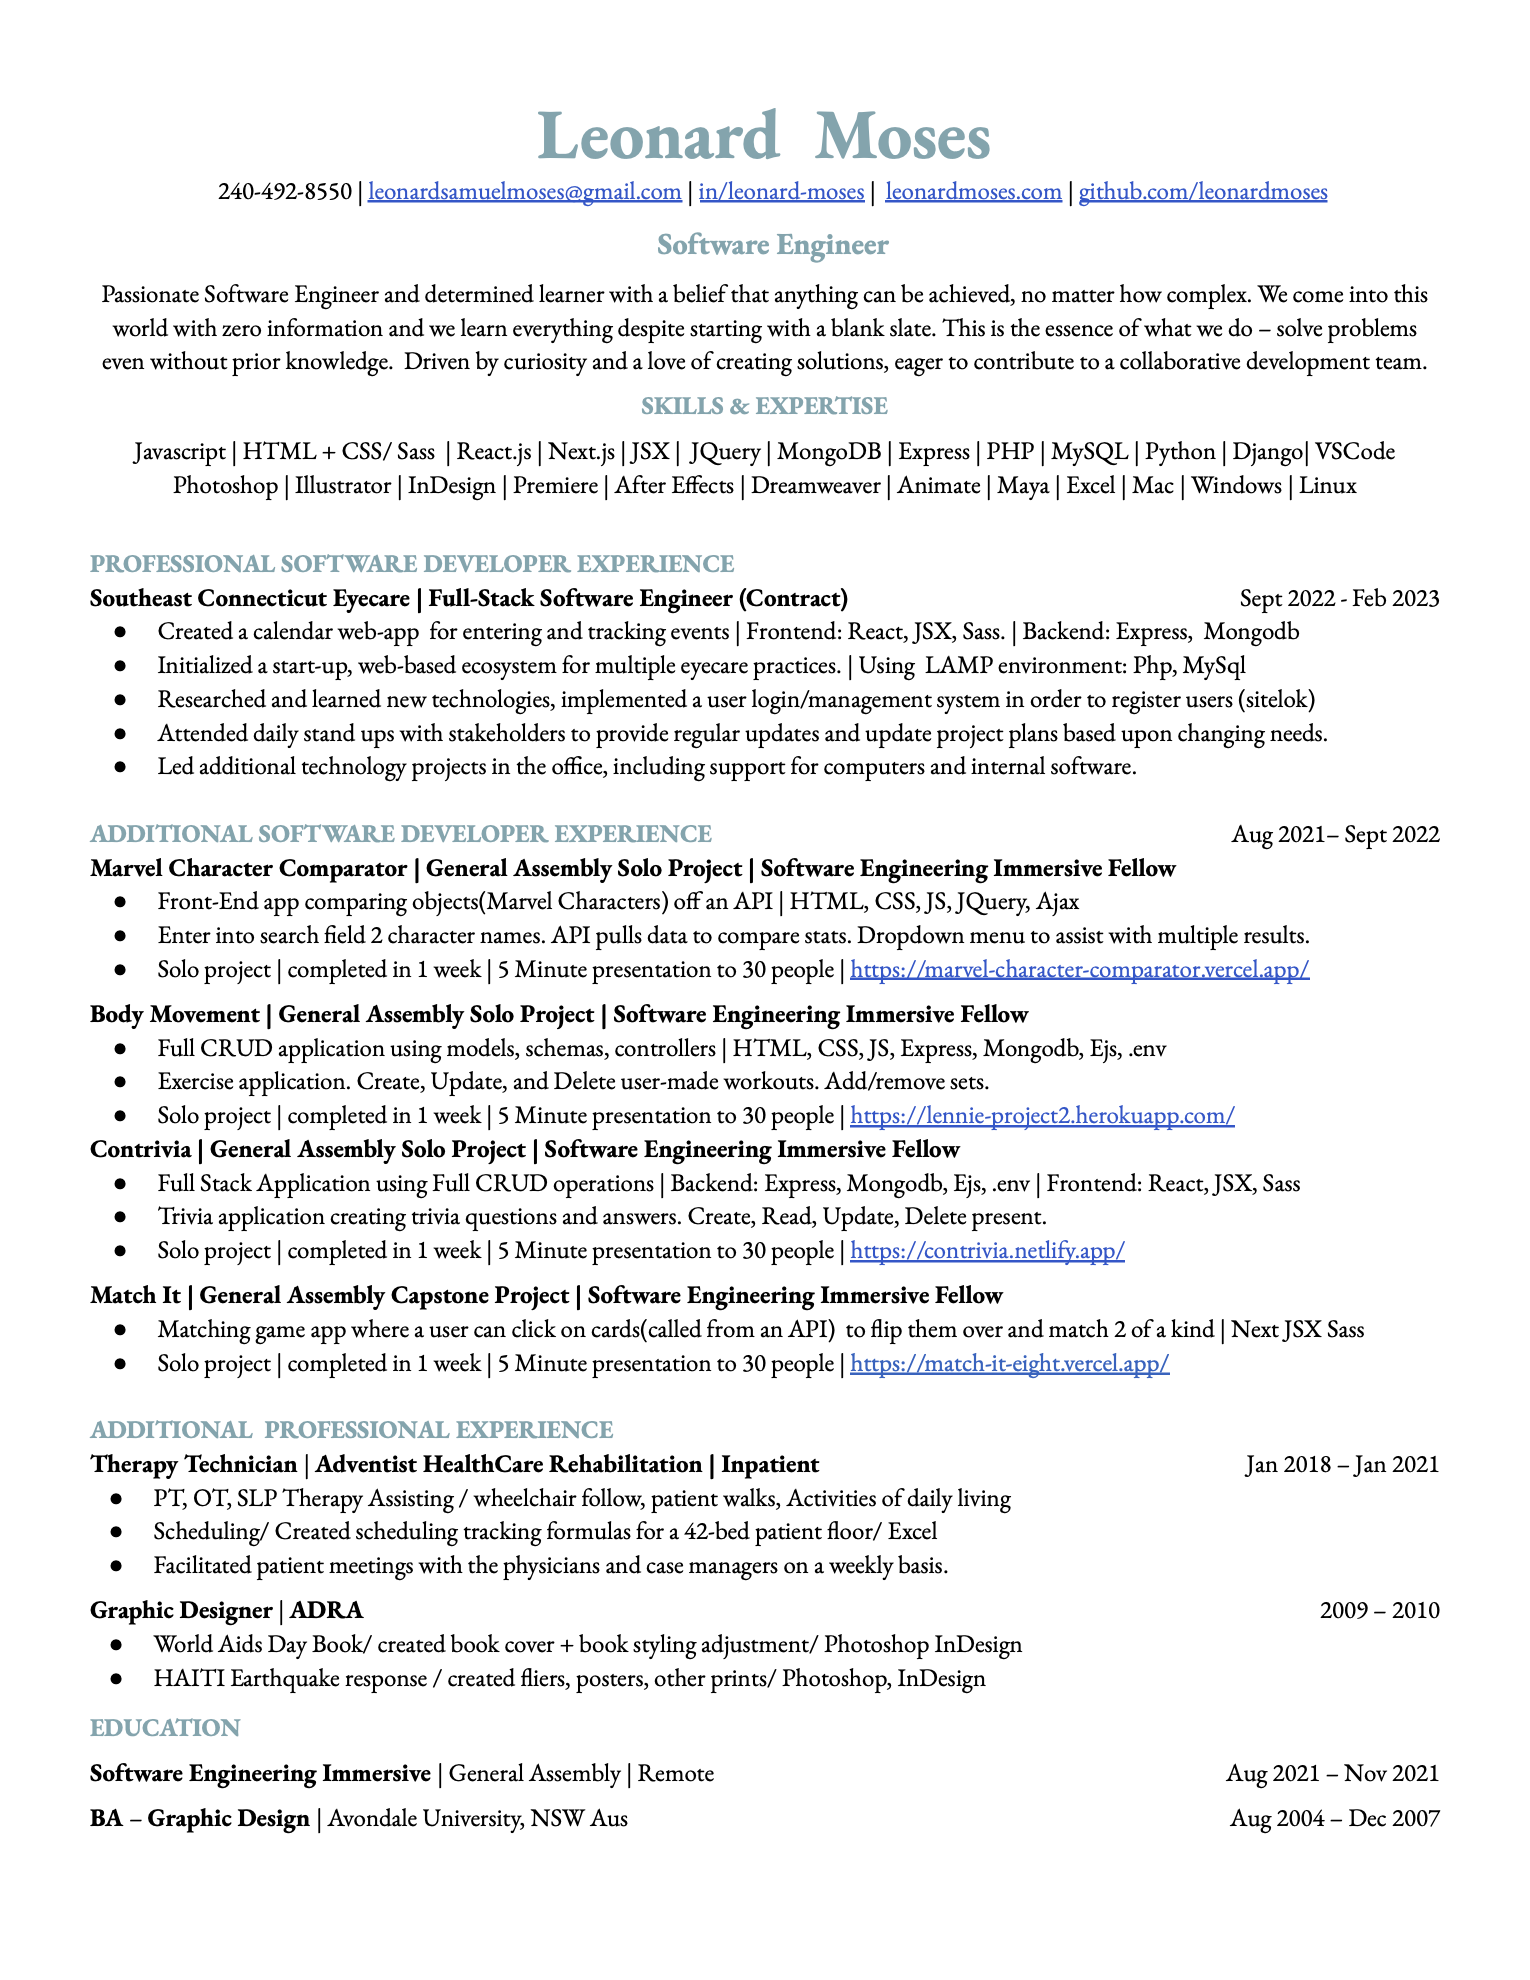 Leonard Moses
240-492-8550 | leonardsamuelmoses@gmail.com | in/leonard-moses | leonardmoses.com | github.com/leonardmoses
Software Engineer
Passionate Software Engineer and determined learner with a belief that anything can be achieved, no matter how complex. We come into this
world with zero information and we learn everything despite starting with a blank slate. This is the essence of what we do – solve problems
even without prior knowledge. Driven by curiosity and a love of creating solutions, eager to contribute to a collaborative development team.
SKILLS & EXPERTISE
Javascript | HTML + CSS/ Sass | React.js | Next.js | JSX | JQuery | MongoDB | Express | PHP | MySQL | Python | Django| VSCode
Photoshop | Illustrator | InDesign | Premiere | After Effects | Dreamweaver | Animate | Maya | Excel | Mac | Windows | Linux
PROFESSIONAL SOFTWARE DEVELOPER EXPERIENCE
Southeast Connecticut Eyecare | Full-Stack Software Engineer (Contract) Sept 2022 - Feb 2023
● Created a calendar web-app for entering and tracking events | Frontend: React, JSX, Sass. | Backend: Express, Mongodb
● Initialized a start-up, web-based ecosystem for multiple eyecare practices. | Using LAMP environment: Php, MySql
● Researched and learned new technologies, implemented a user login/management system in order to register users (sitelok)
● Attended daily stand ups with stakeholders to provide regular updates and update project plans based upon changing needs.
● Led additional technology projects in the office, including support for computers and internal software.
ADDITIONAL SOFTWARE DEVELOPER EXPERIENCE Aug 2021– Sept 2022
Marvel Character Comparator | General Assembly Solo Project | Software Engineering Immersive Fellow
● Front-End app comparing objects(Marvel Characters) off an API | HTML, CSS, JS, JQuery, Ajax
● Enter into search field 2 character names. API pulls data to compare stats. Dropdown menu to assist with multiple results.
● Solo project | completed in 1 week | 5 Minute presentation to 30 people | https://marvel-character-comparator.vercel.app/
Body Movement | General Assembly Solo Project | Software Engineering Immersive Fellow
● Full CRUD application using models, schemas, controllers | HTML, CSS, JS, Express, Mongodb, Ejs, .env
● Exercise application. Create, Update, and Delete user-made workouts. Add/remove sets.
● Solo project | completed in 1 week | 5 Minute presentation to 30 people | https://lennie-project2.herokuapp.com/
Contrivia | General Assembly Solo Project | Software Engineering Immersive Fellow
● Full Stack Application using Full CRUD operations | Backend: Express, Mongodb, Ejs, .env | Frontend: React, JSX, Sass
● Trivia application creating trivia questions and answers. Create, Read, Update, Delete present.
● Solo project | completed in 1 week | 5 Minute presentation to 30 people | https://contrivia.netlify.app/
Match It | General Assembly Capstone Project | Software Engineering Immersive Fellow
● Matching game app where a user can click on cards(called from an API) to flip them over and match 2 of a kind | Next JSX Sass
● Solo project | completed in 1 week | 5 Minute presentation to 30 people | https://match-it-eight.vercel.app/
ADDITIONAL PROFESSIONAL EXPERIENCE
Therapy Technician | Adventist HealthCare Rehabilitation | Inpatient Jan 2018 – Jan 2021
● PT, OT, SLP Therapy Assisting / wheelchair follow, patient walks, Activities of daily living
● Scheduling/ Created scheduling tracking formulas for a 42-bed patient floor/ Excel
● Facilitated patient meetings with the physicians and case managers on a weekly basis.
Graphic Designer | ADRA 2009 – 2010
● World Aids Day Book/ created book cover + book styling adjustment/ Photoshop InDesign
● HAITI Earthquake response / created fliers, posters, other prints/ Photoshop, InDesign
EDUCATION
Software Engineering Immersive | General Assembly | Remote Aug 2021 – Nov 2021
BA – Graphic Design | Avondale University, NSW Aus Aug 2004 – Dec 2007